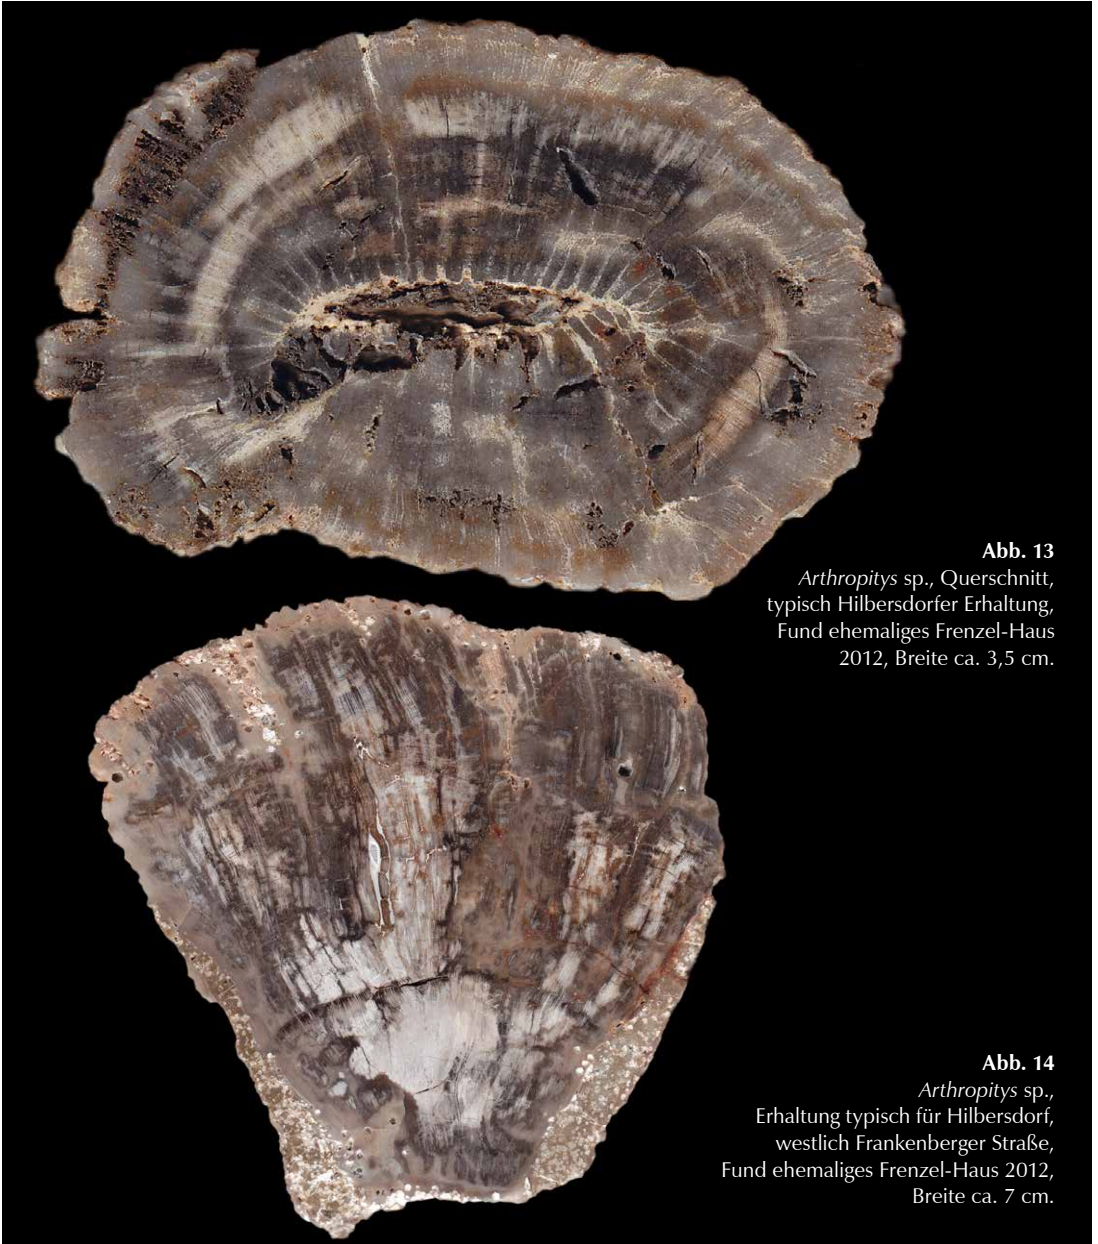 Abb. 13
Arthropitys sp., Querschnitt,
typisch Hilbersdorfer Erhaltung,
Fund ehemaliges Frenzel-Haus
2012, Breite ca. 3,5 cm.
Abb. 14
Arthropitys sp.,
Erhaltung typisch für Hilbersdorf,
westlich Frankenberger Straße,
Fund ehemaliges Frenzel-Haus 2012,
Breite ca. 7 cm.